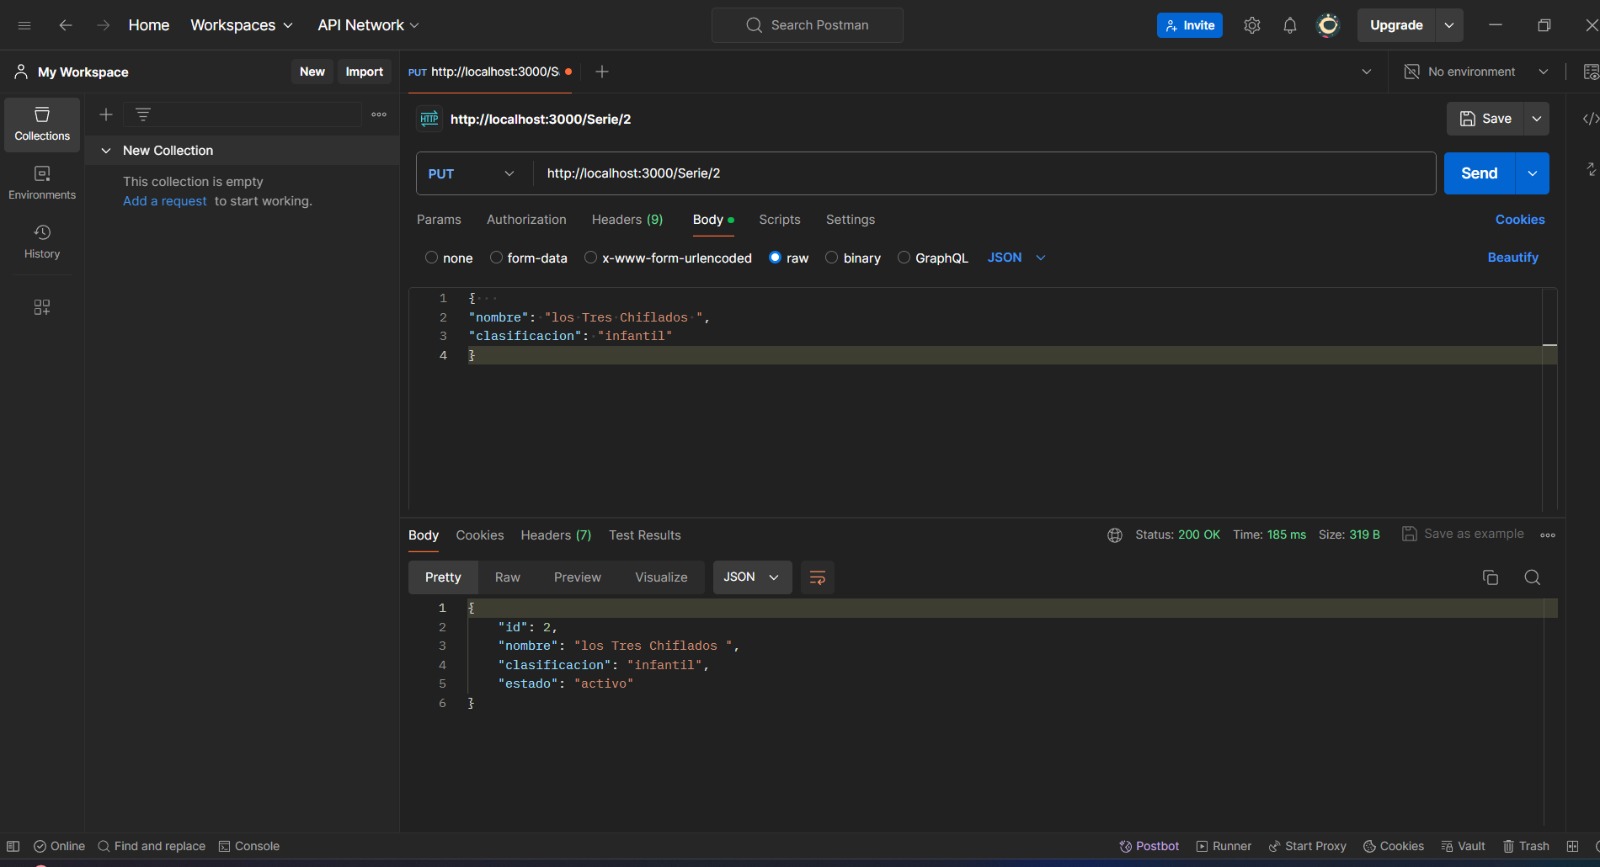 Home Workspaces API Network Search Postman Invite Upgrade
My Workspace New Import PUT http://localhost:3000/S. No environment
Collections
Environments
History
New Collection
This collection is empty
Add a request to start working.
HTTP http://localhost:3000/Serie/2 Save
PUT http://localhost:3000/Serie/2 Send
Params Authorization Headers (9) Body Scripts Settings Cookies
none form-data x-www-form-urlencoded raw binary GraphQL JSON Beautify
1 {
2 "nombre": "los Tres Chiflados ",
3 "clasificacion": "infantil"
4 }
Body Cookies Headers (7) Test Results Status: 200 OK Time: 185 ms Size: 319 B Save as example
Pretty Raw Preview Visualize JSON
1 {
2 "id": 2,
3 "nombre": "los Tres Chiflados ",
4 "clasificacion": "infantil",
5 "estado": "activo"
6 }
Online Find and replace Console Postbot Runner Start Proxy Cookies Vault Trash